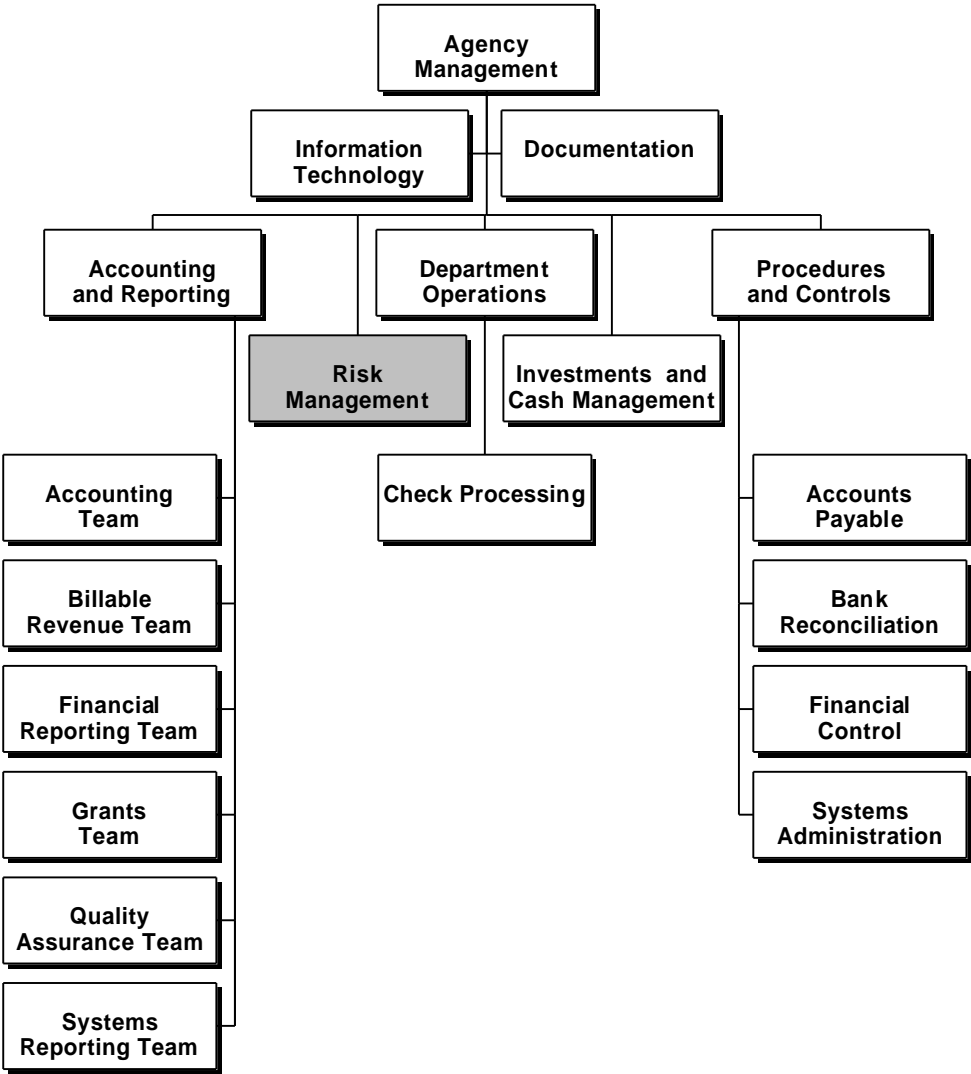 Agency
Management
Information
Technology
Documentation
Accounting
and Reporting
Department
Operations
Procedures
and Controls
Risk
Management
Investments and
Cash Management
Accounting
Team
Check Processing
Accounts
Payable
Billable
Revenue Team
Bank
Reconciliation
Financial
Reporting Team
Financial
Control
Grants
Team
Systems
Administration
Quality
Assurance Team
Systems
Reporting Team